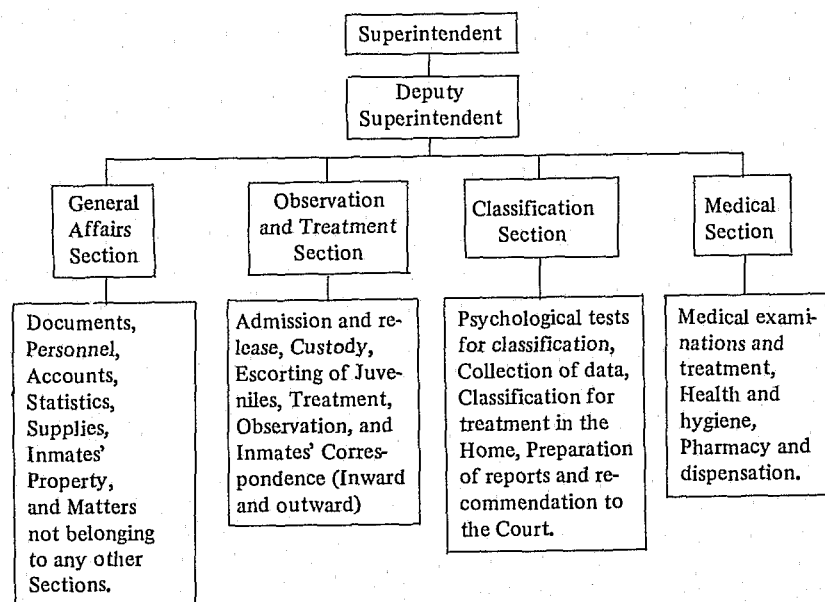 Superintendent
Deputy
Superintendent
General
Affairs
Section
Observation
and Treatment
Section
Classification
Section
Medical
Section
Documents,
Personnel,
Accounts,
Statistics,
Supplies,
Inmates'
Property,
and Matters
not belonging
to any other
Sections.
Admission and re-
lease, Custody,
Escorting of Juve-
niles, Treatment,
Observation, and
Inmates' Corres-
pondence (Inward
and outward)
Psychological tests
for classification,
Collection of data,
Classification for
treatment in the
Home, Preparation
of reports and re-
commendation to
the Court.
Medical exami-
nations and
treatment,
Health and
hygiene,
Pharmacy and
dispensation.